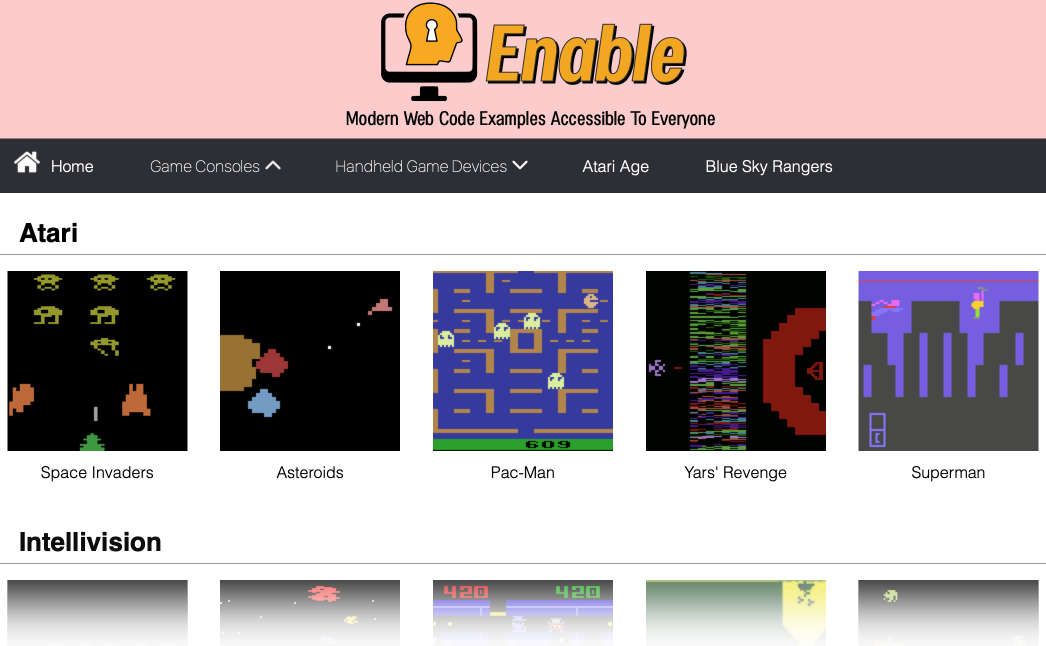 Enable
Modern Web Code Examples Accessible To Everyone
Home Game Consoles Handheld Game Devices Atari Age Blue Sky Rangers
Atari
609
Space Invaders Asteroids Pac-Man Yars' Revenge Superman
Intellivision
420 420